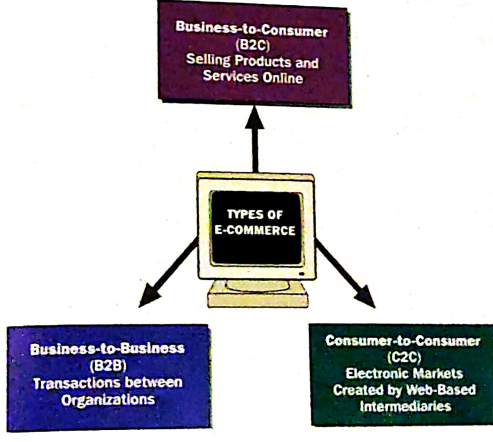 Business-to-Consumer
(B2C)
Selling Products and
Services Online
TYPES OF
E-COMMERCE
Business-to-Business
(B2B)
Transactions between
Organizations
Consumer-to-Consumer
(C2C)
Electronic Markets
Created by Web-Based
Intermediaries